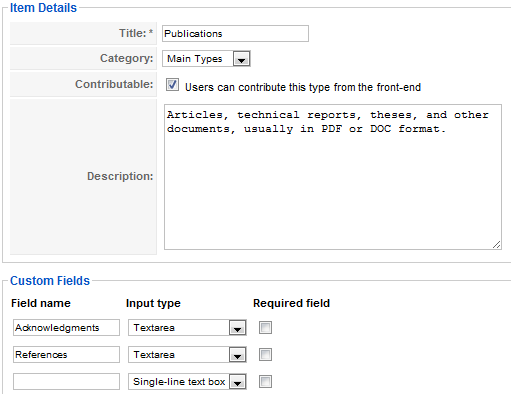 Item Details
Title: * Publications
Category: Main Types
Contributable: Users can contribute this type from the front-end
Articles, technical reports, theses, and other
documents, usually in PDF or DOC format.
Description:
Custom Fields
Field name Input type Required field
Acknowledgments Textarea
References Textarea
Single-line text box